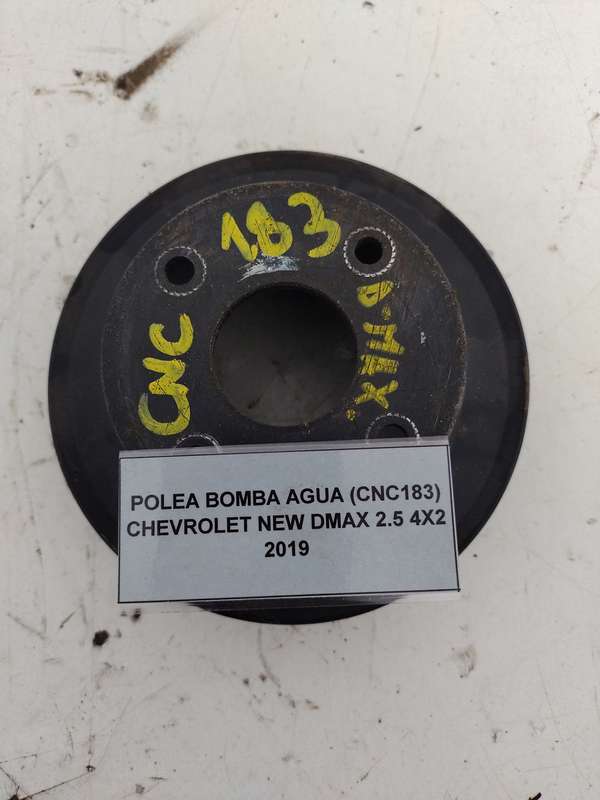 183
CNC
D-MAX.
POLEA BOMBA AGUA (CNC183)
CHEVROLET NEW DMAX 2.5 4X2
2019